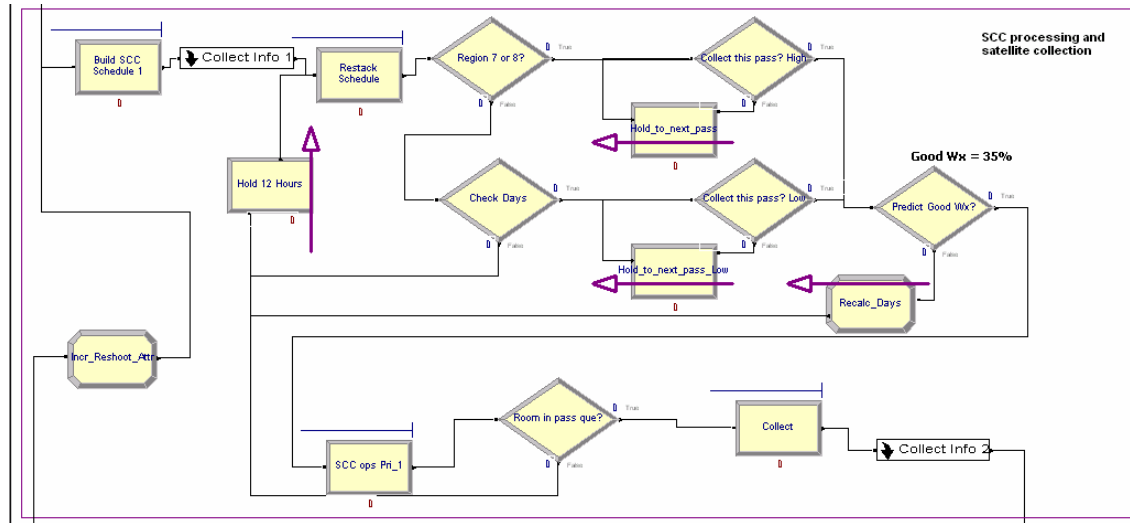 SCC processing and
satellite collection
Build SCC
Schedule 1
Collect Info 1
Restack
Schedule
Region 7 or 8?
True
False
Collect this pass? High
True
False
Hold_to_next_pass
Hold 12 Hours
Check Days
True
False
Collect this pass? Low
True
False
Hold_to_next_pass_Low
Good Wx = 35%
Predict Good Wx?
True
False
Recalc_Days
Incr_Reshoot_Attr
SCC ops Pri_1
Room in pass que?
True
False
Collect
Collect Info 2